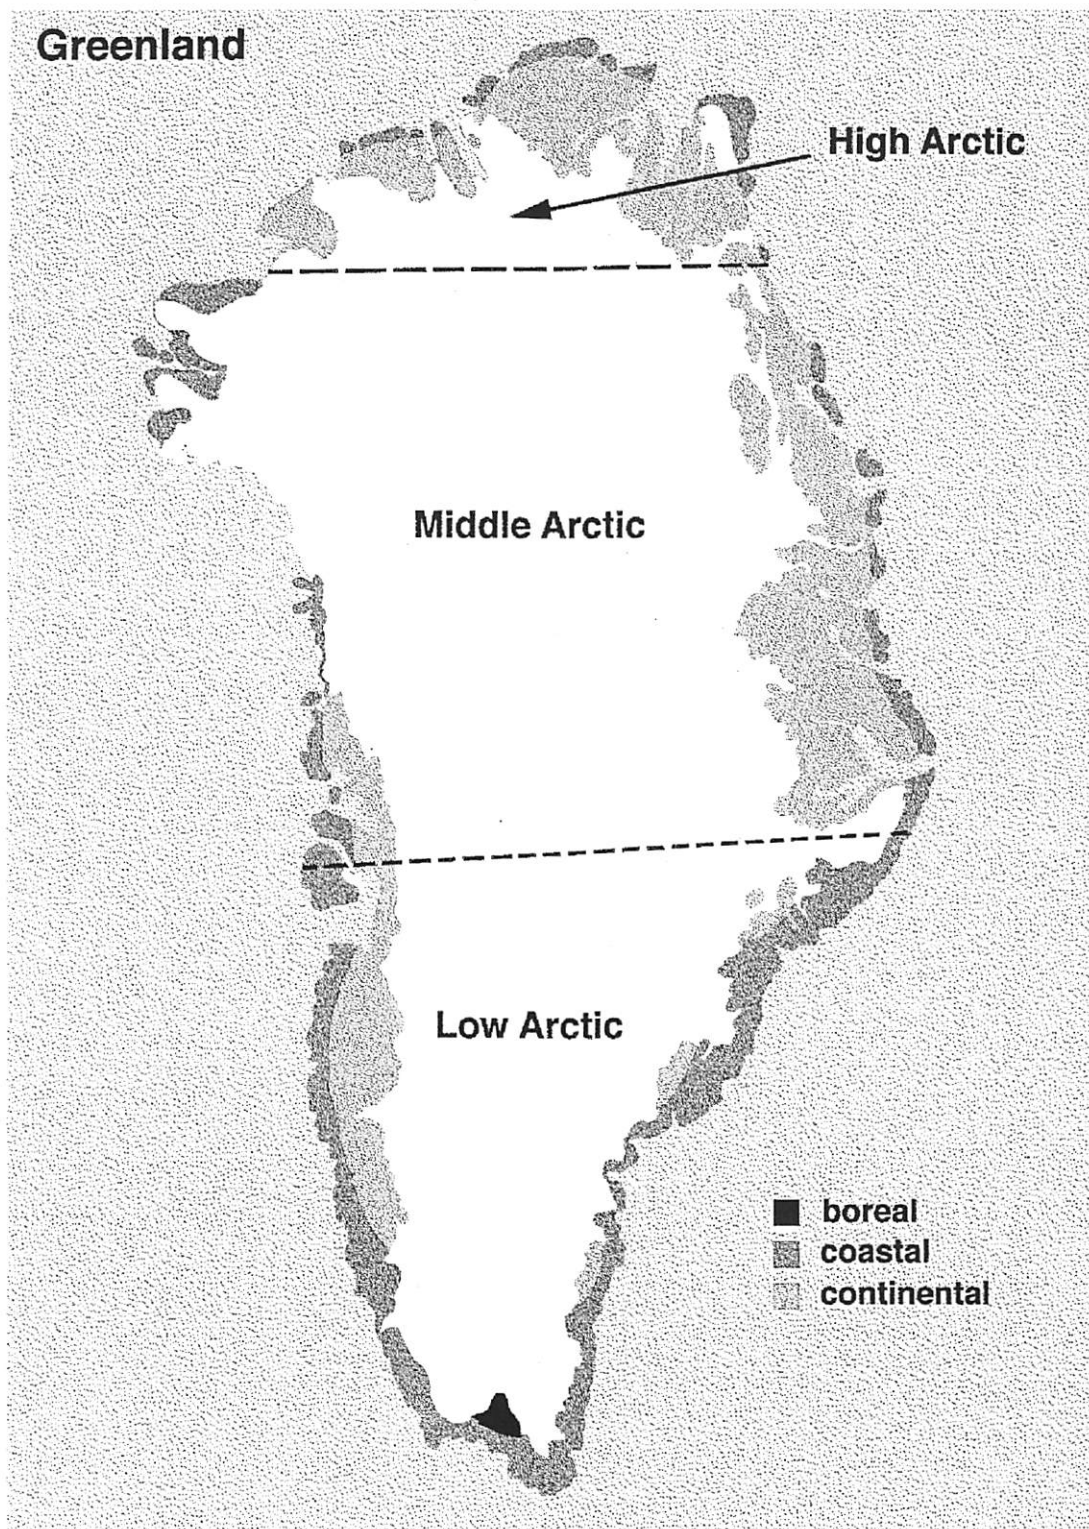 Greenland
High Arctic
Middle Arctic
Low Arctic
boreal
coastal
continental